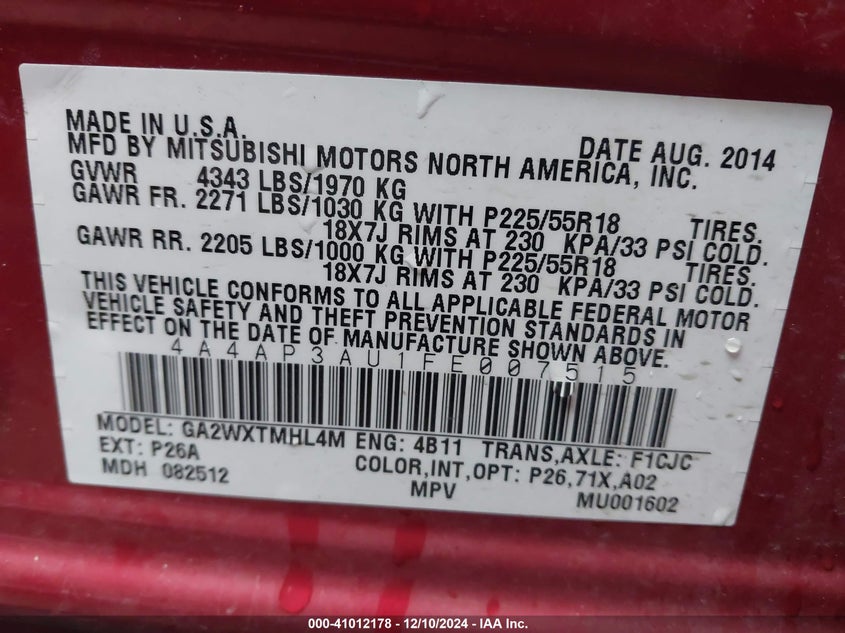 MADE IN U.S.A. DATE AUG. 2014
MFD BY MITSUBISHI MOTORS NORTH AMERICA, INC.
GVWR 4343 LBS/1970 KG
GAWR FR. 2271 LBS/1030 KG WITH P225/55R18 TIRES.
18X7J RIMS AT 230 KPA/33 PSI COLD.
GAWR RR. 2205 LBS/1000 KG WITH P225/55R18 TIRES.
18X7J RIMS AT 230 KPA/33 PSI COLD.
THIS VEHICLE CONFORMS TO ALL APPLICABLE FEDERAL MOTOR
VEHICLE SAFETY AND THEFT PREVENTION STANDARDS IN
EFFECT ON THE DATE OF MANUFACTURE SHOWN ABOVE.
4A4AP3AU1FE007515
MODEL: GA2WXTMHL4M ENG: 4B11 TRANS,AXLE: F1CJC
EXT: P26A COLOR,INT,OPT: P26,71X,A02
MDH 082512 MPV MU001602
000-41012178 - 12/10/2024 - IAA Inc.